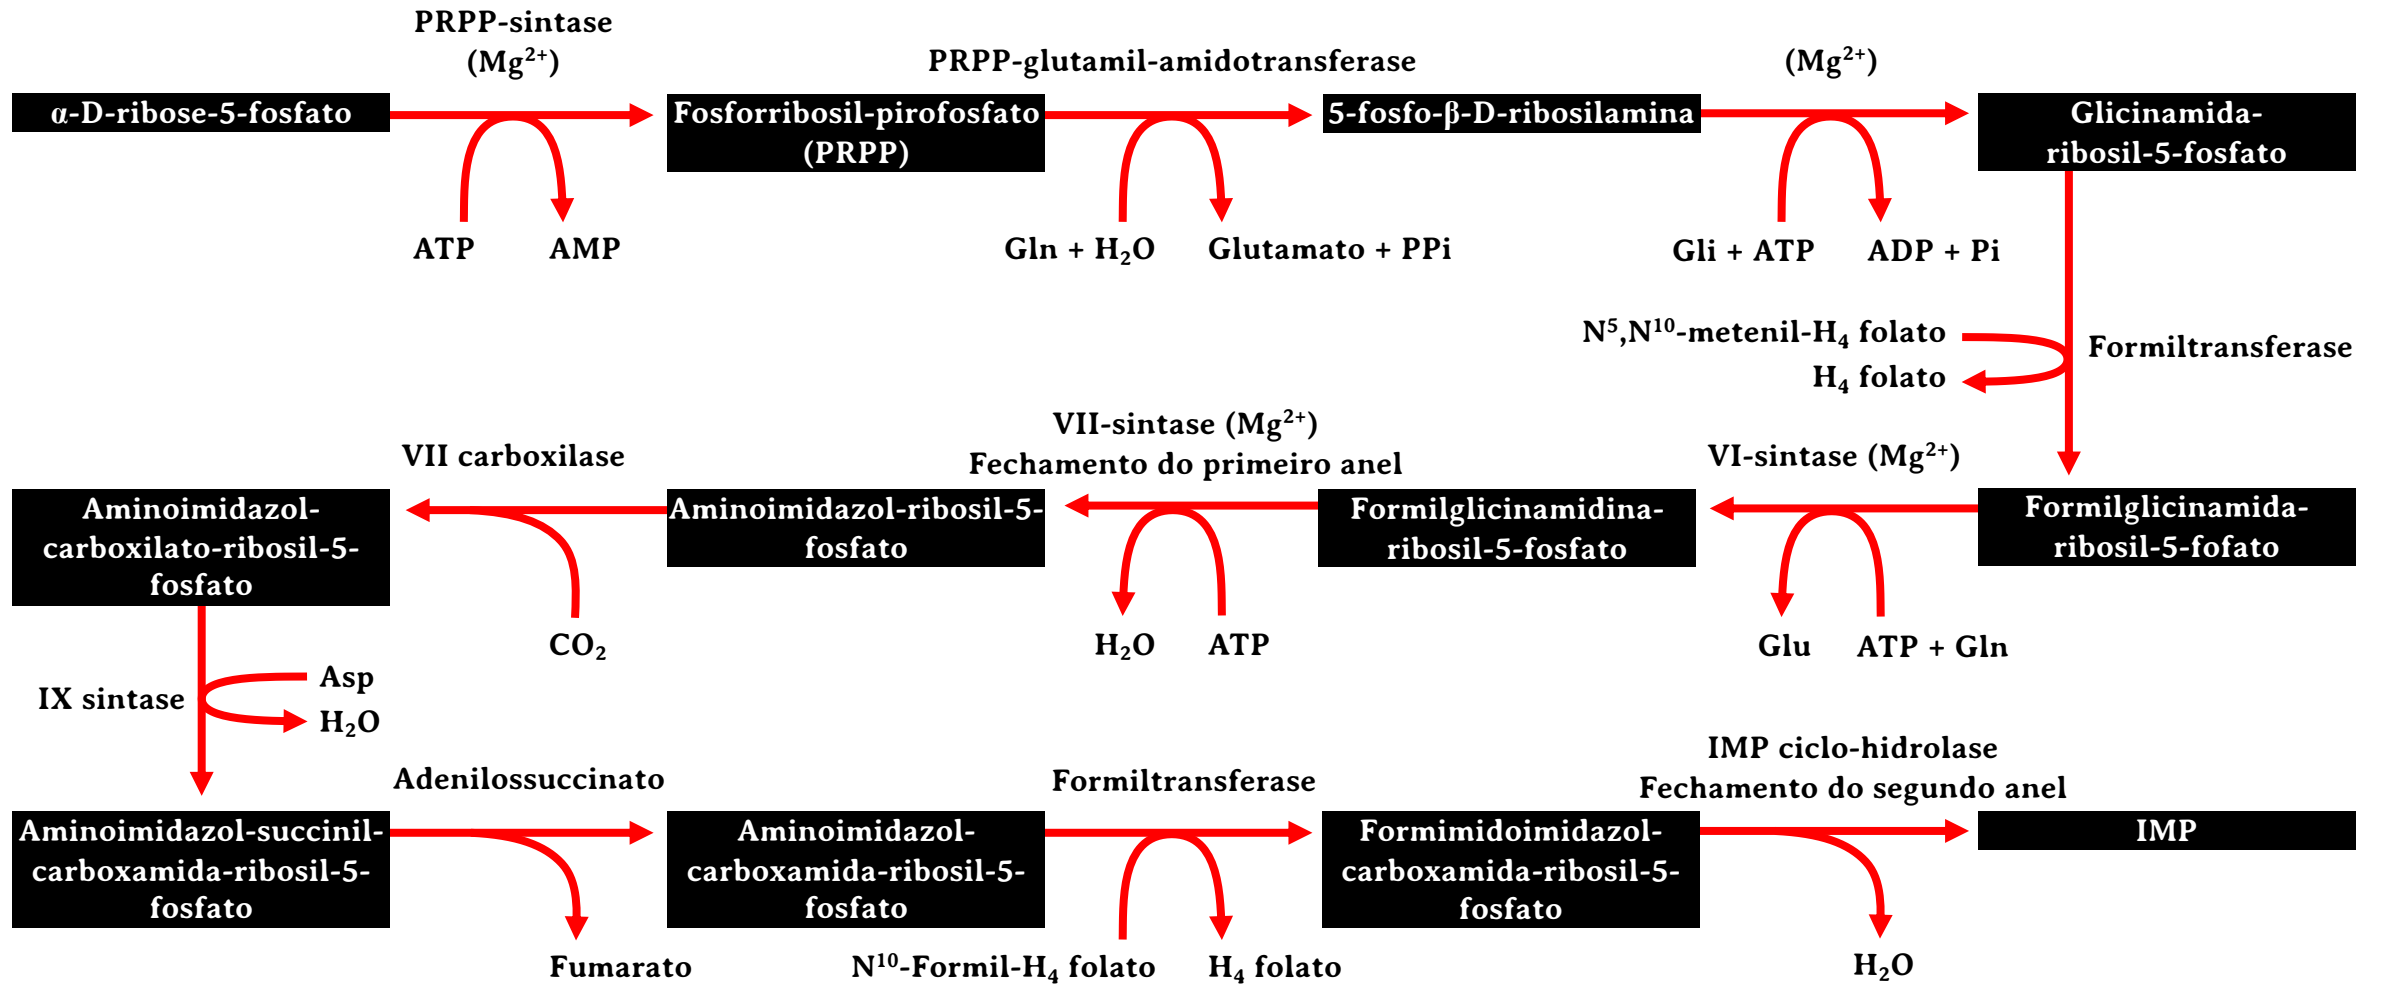 PRPP-sintase
(Mg²⁺)
PRPP-glutamil-amidotransferase
(Mg²⁺)
α-D-ribose-5-fosfato
Fosforribosil-pirofosfato
(PRPP)
5-fosfo-β-D-ribosilamina
Glicinamida-
ribosil-5-fosfato
ATP
AMP
Gln + H₂O
Glutamato + PPi
Gli + ATP
ADP + Pi
N⁵,N¹⁰-metenil-H₄ folato
H₄ folato
Formiltransferase
VI-sintase (Mg²⁺)
VII-sintase (Mg²⁺)
Fechamento do primeiro anel
VII carboxilase
Formilglicinamida-
ribosil-5-fofato
Formilglicinamidina-
ribosil-5-fosfato
Aminoimidazol-ribosil-5-
fosfato
Aminoimidazol-
carboxilato-ribosil-5-
fosfato
Glu
ATP + Gln
H₂O
ATP
CO₂
IX sintase
Asp
H₂O
Adenilossuccinato
Formiltransferase
IMP ciclo-hidrolase
Fechamento do segundo anel
Aminoimidazol-succinil-
carboxamida-ribosil-5-
fosfato
Aminoimidazol-
carboxamida-ribosil-5-
fosfato
Formimidoimidazol-
carboxamida-ribosil-5-
fosfato
IMP
Fumarato
N¹⁰-Formil-H₄ folato
H₄ folato
H₂O